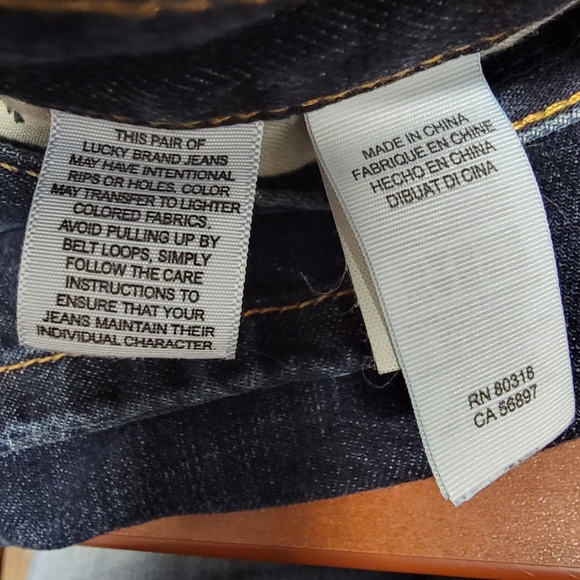 THIS PAIR OF
LUCKY BRAND JEANS
MAY HAVE INTENTIONAL
RIPS OR HOLES. COLOR
MAY TRANSFER TO LIGHTER
COLORED FABRICS.
AVOID PULLING UP BY
BELT LOOPS, SIMPLY
FOLLOW THE CARE
INSTRUCTIONS TO
ENSURE THAT YOUR
JEANS MAINTAIN THEIR
INDIVIDUAL CHARACTER
MADE IN CHINA
FABRIQUE EN CHINE
HECHO EN CHINA
DIBUAT DI CINA
RN 80318
CA 56897